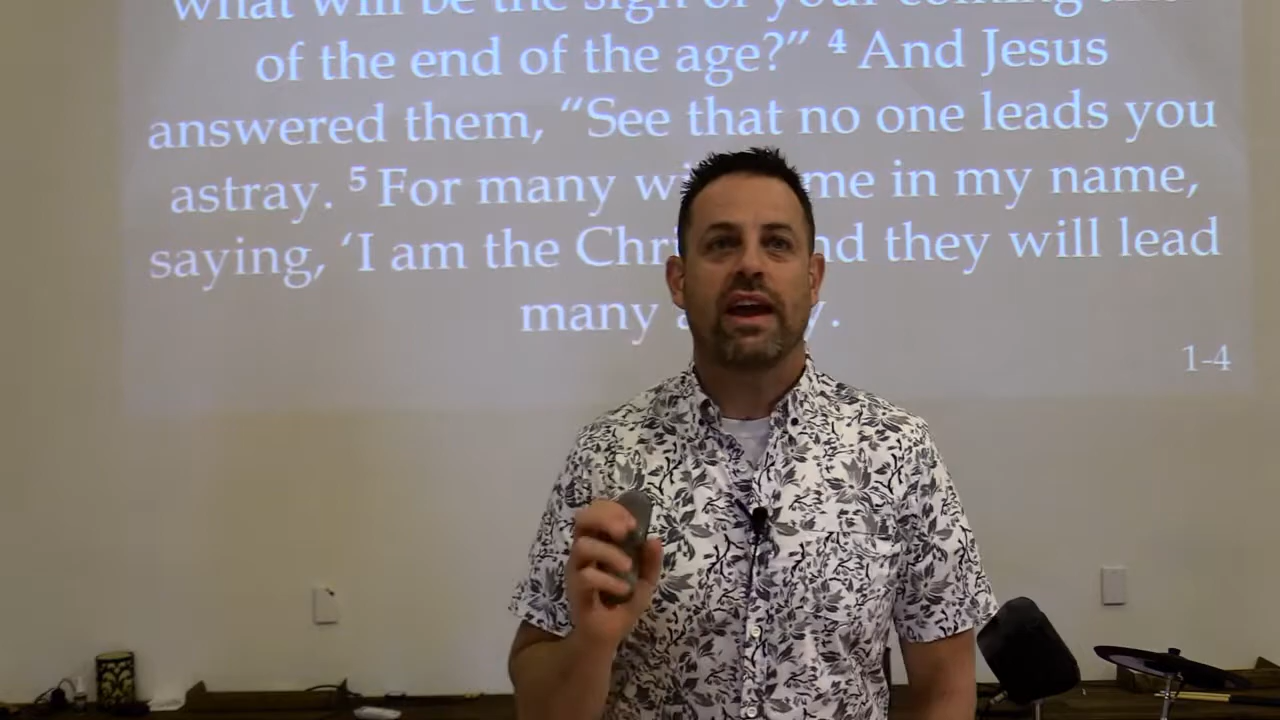 what will be the sign of your coming and
of the end of the age?” ⁴ And Jesus
answered them, “See that no one leads you
astray. ⁵ For many me in my name,
saying, ‘I am the nd they will lead
many y.
1-4